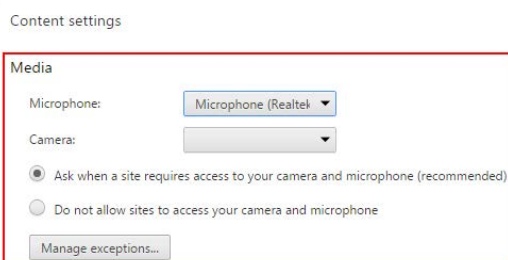 Content settings
Media
Microphone: Microphone (Realtek
Camera:
Ask when a site requires access to your camera and microphone (recommended)
Do not allow sites to access your camera and microphone
Manage exceptions...